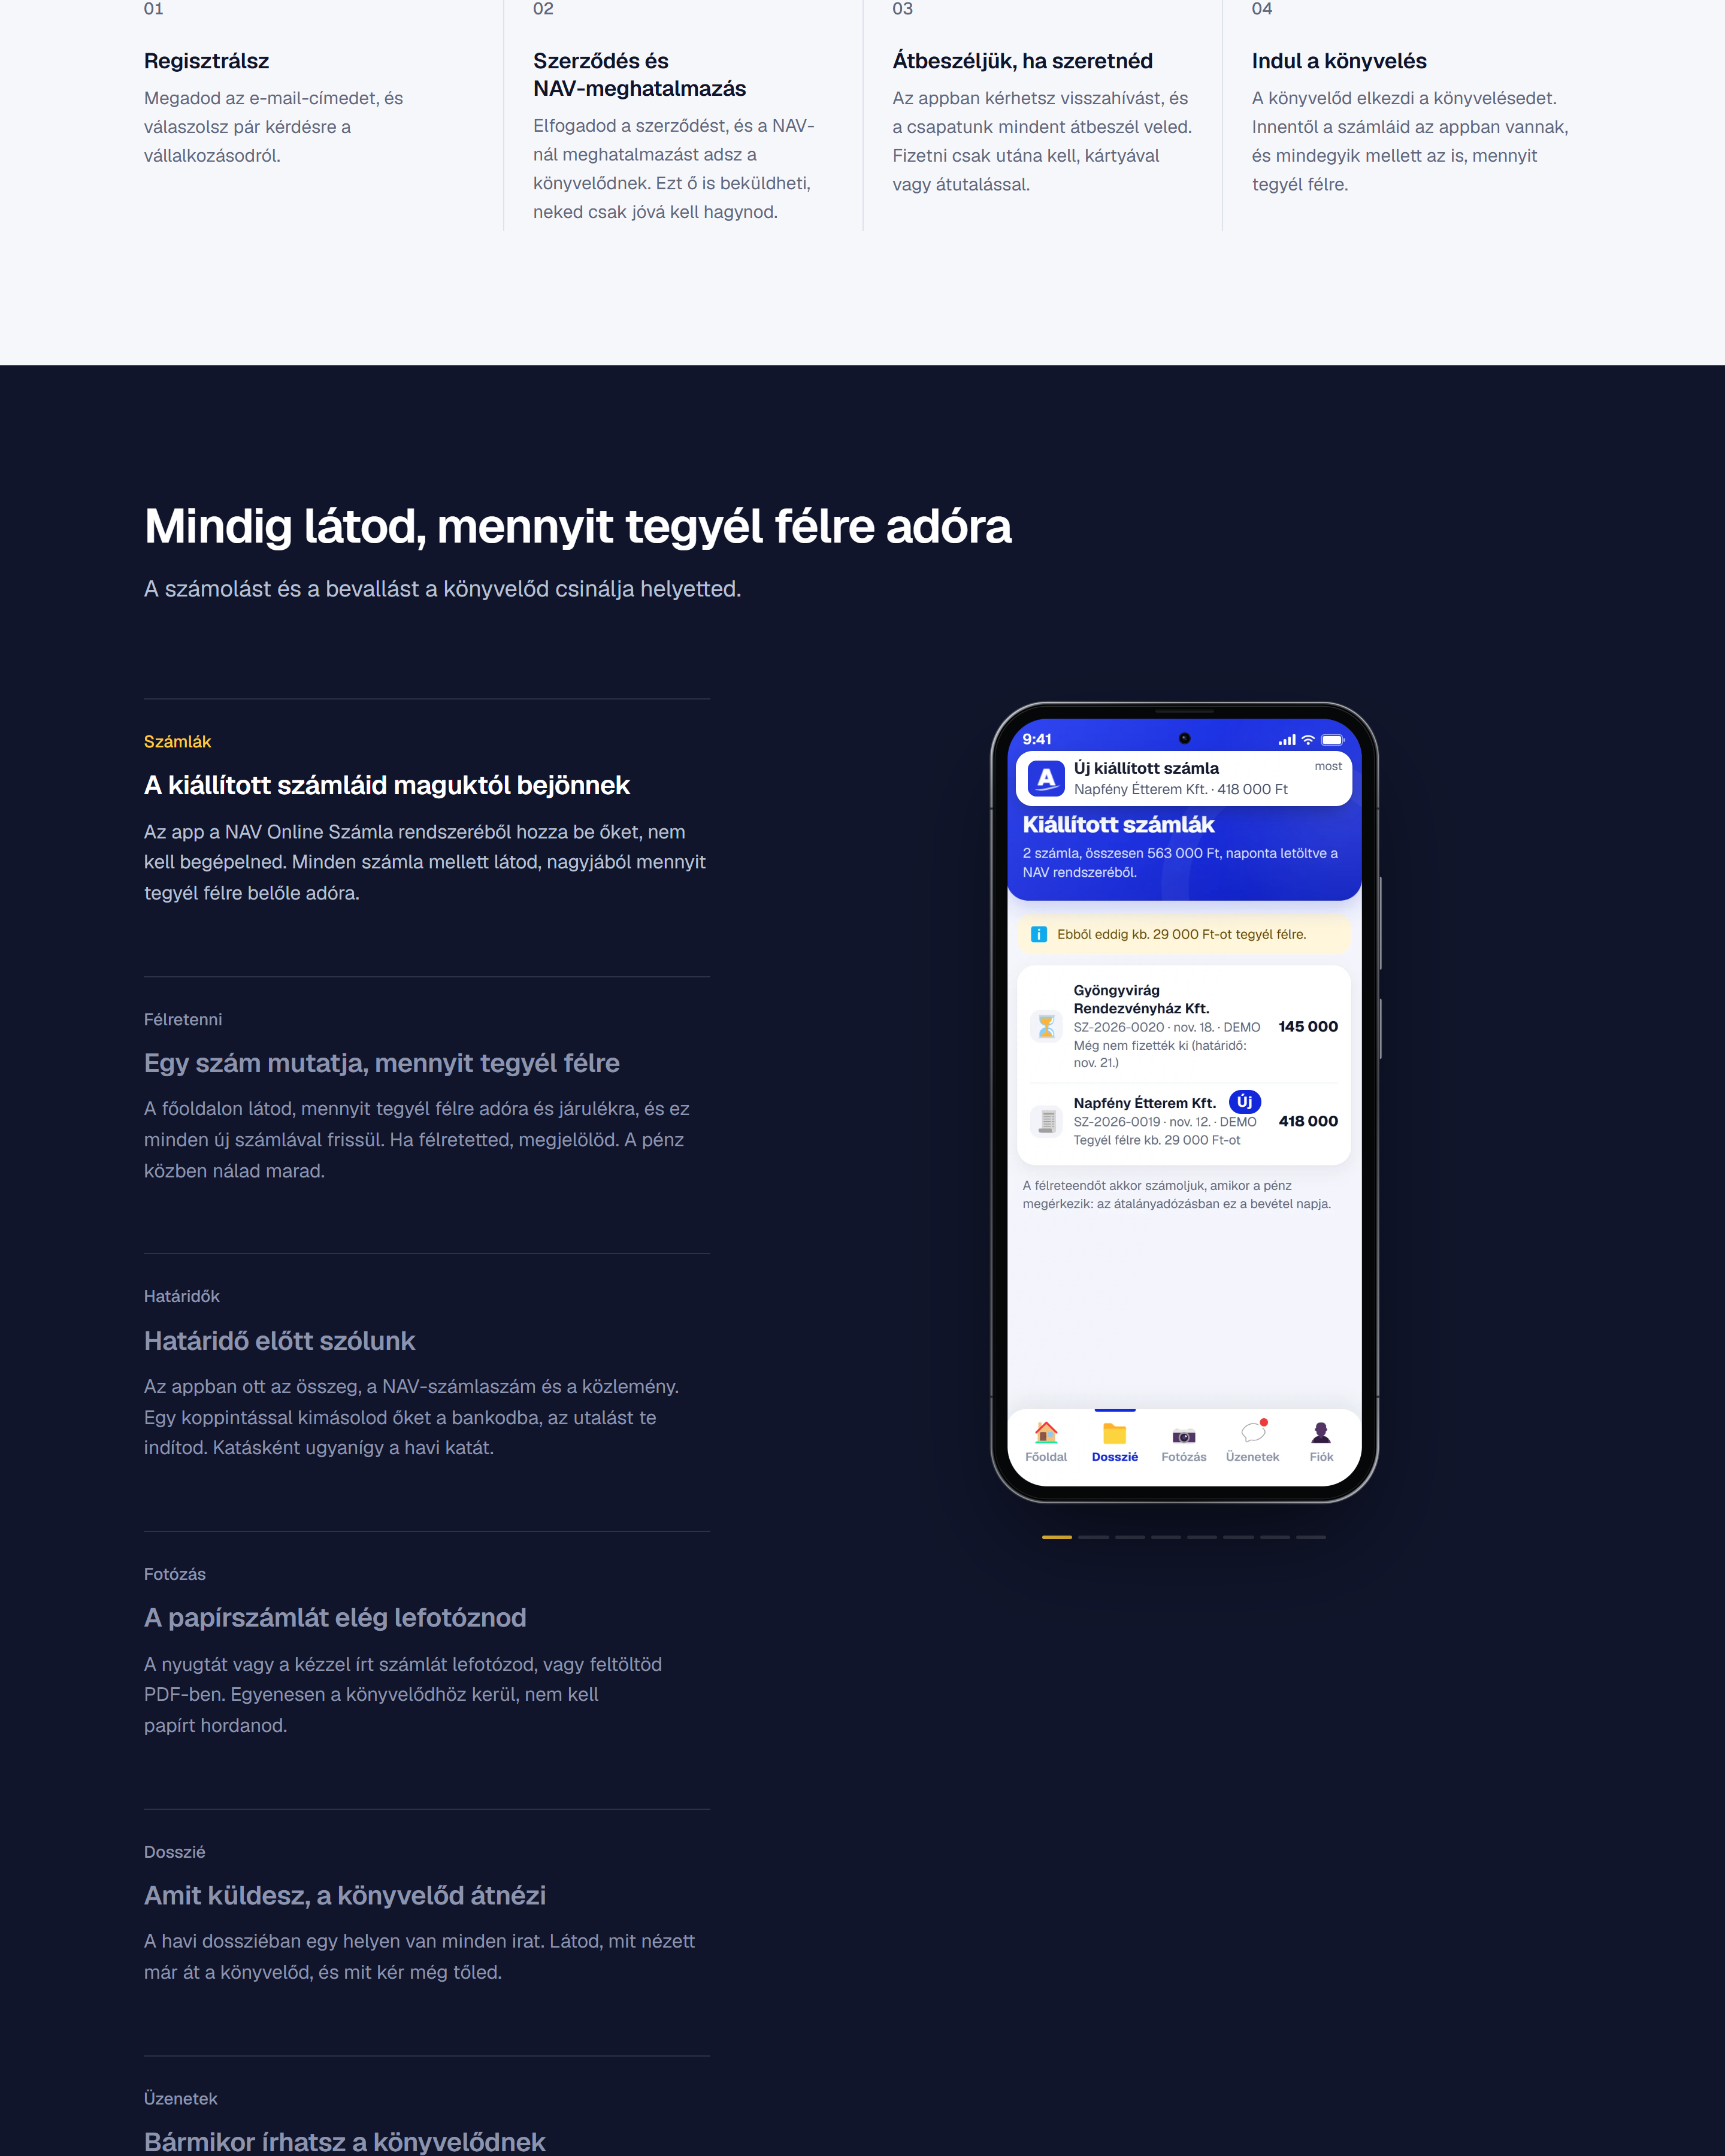 01
Regisztrálsz
Megadod az e-mail-címedet, és
válaszolsz pár kérdésre a
vállalkozásodról.
02
Szerződés és
NAV-meghatalmazás
Elfogadod a szerződést, és a NAV-
nál meghatalmazást adsz a
könyvelődnek. Ezt ő is beküldheti,
neked csak jóvá kell hagynod.
03
Átbeszéljük, ha szeretnéd
Az appban kérhetsz visszahívást, és
a csapatunk mindent átbeszél veled.
Fizetni csak utána kell, kártyával
vagy átutalással.
04
Indul a könyvelés
A könyvelőd elkezdi a könyvelésedet.
Innentől a számláid az appban vannak,
és mindegyik mellett az is, mennyit
tegyél félre.
Mindig látod, mennyit tegyél félre adóra
A számolást és a bevallást a könyvelőd csinálja helyetted.
Számlák
A kiállított számláid maguktól bejönnek
Az app a NAV Online Számla rendszeréből hozza be őket, nem
kell begépelned. Minden számla mellett látod, nagyjából mennyit
tegyél félre belőle adóra.
Félretenni
Egy szám mutatja, mennyit tegyél félre
A főoldalon látod, mennyit tegyél félre adóra és járulékra, és ez
minden új számlával frissül. Ha félretetted, megjelölöd. A pénz
közben nálad marad.
Határidők
Határidő előtt szólunk
Az appban ott az összeg, a NAV-számlaszám és a közlemény.
Egy koppintással kimásolod őket a bankodba, az utalást te
indítod. Katásként ugyanígy a havi katát.
Fotózás
A papírszámlát elég lefotóznod
A nyugtát vagy a kézzel írt számlát lefotózod, vagy feltöltöd
PDF-ben. Egyenesen a könyvelődhöz kerül, nem kell
papírt hordanod.
Dosszié
Amit küldesz, a könyvelőd átnézi
A havi dossziéban egy helyen van minden irat. Látod, mit nézett
már át a könyvelőd, és mit kér még tőled.
Üzenetek
Bármikor írhatsz a könyvelődnek
9:41
A
Új kiállított számla
most
Napfény Étterem Kft. · 418 000 Ft
Kiállított számlák
2 számla, összesen 563 000 Ft, naponta letöltve a
NAV rendszeréből.
Ebből eddig kb. 29 000 Ft-ot tegyél félre.
Gyöngyvirág
Rendezvényház Kft.
SZ-2026-0020 · nov. 18. · DEMO
145 000
Még nem fizették ki (határidő:
nov. 21.)
Napfény Étterem Kft. Új
SZ-2026-0019 · nov. 12. · DEMO
418 000
Tegyél félre kb. 29 000 Ft-ot
A félreteendőt akkor számoljuk, amikor a pénz
megérkezik: az átalányadózásban ez a bevétel napja.
Főoldal
Dosszié
Fotózás
Üzenetek
Fiók